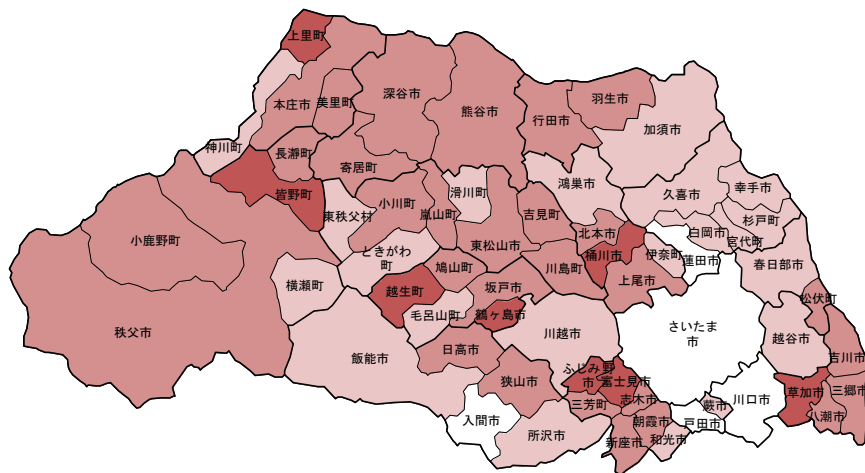 上里町
本庄市
美里町
深谷市
熊谷市
行田市
羽生市
加須市
神川町
長瀞町
寄居町
皆野町
東秩父村
小川町
嵐山町
滑川町
吉見町
鴻巣市
久喜市
幸手市
杉戸町
宮代町
白岡市
小鹿野町
ときがわ
町
東松山市
北本市
桶川市
伊奈町
蓮田市
春日部市
横瀬町
越生町
鳩山町
坂戸市
川島町
上尾市
松伏町
秩父市
毛呂山町
鶴ヶ島市
川越市
さいたま
市
越谷市
吉川市
飯能市
日高市
狭山市
ふじみ野
市
富士見市
三芳町
志木市
蕨市
川口市
草加市
三郷市
八潮市
入間市
所沢市
新座市
朝霞市
和光市
戸田市